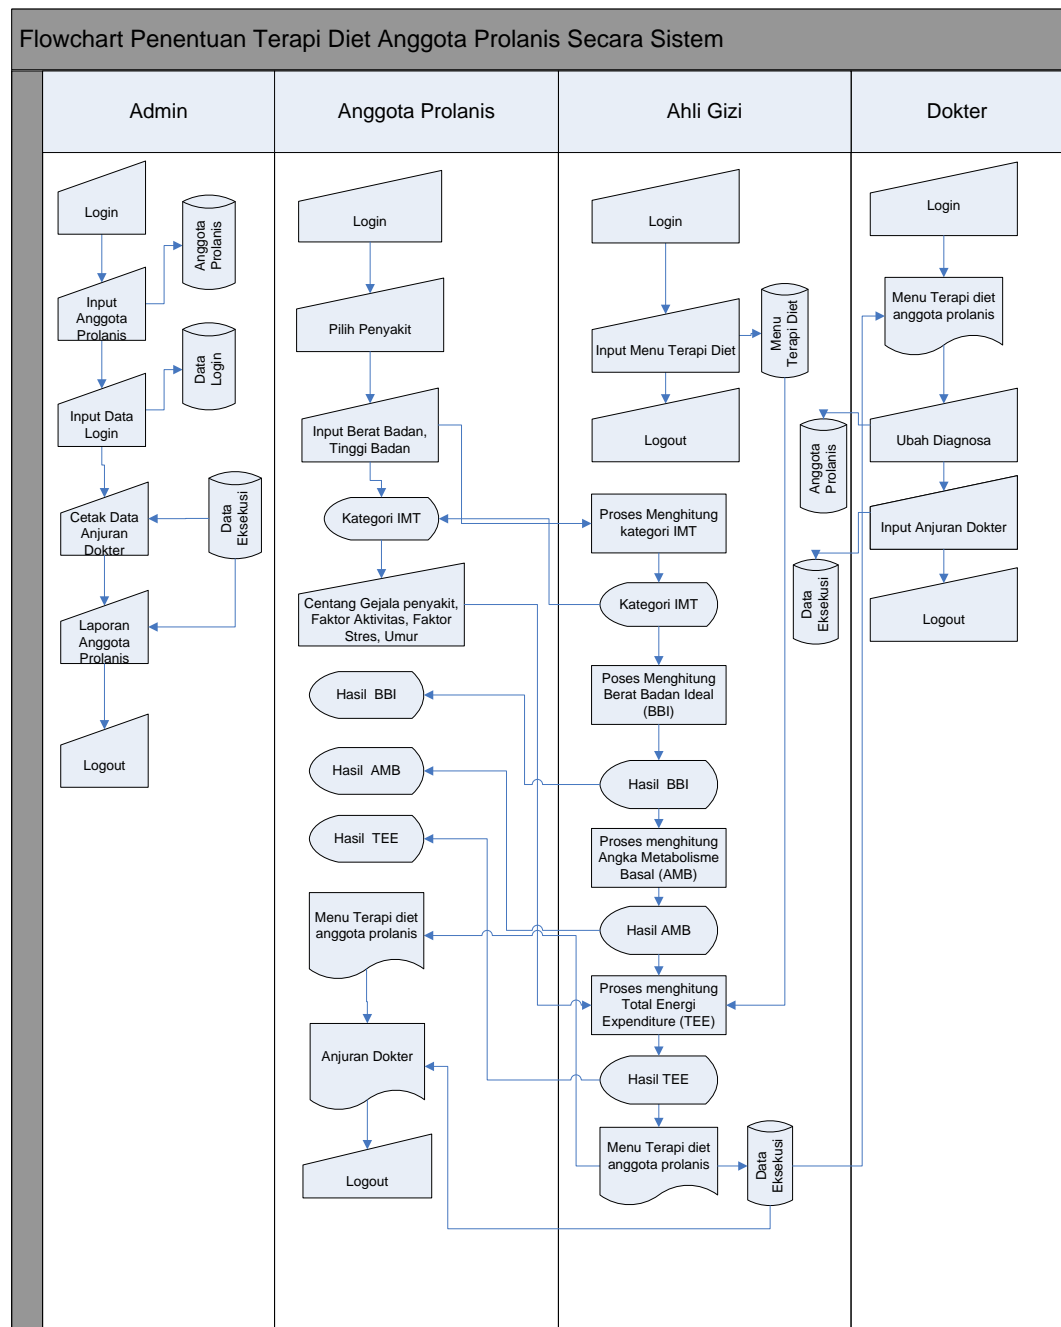 Flowchart Penentuan Terapi Diet Anggota Prolanis Secara Sistem
Admin
Anggota Prolanis
Ahli Gizi
Dokter
Login
Anggota
Prolanis
Input
Anggota
Prolanis
Data
Login
Input Data
Login
Cetak Data
Anjuran
Dokter
Data
Eksekusi
Laporan
Anggota
Prolanis
Logout
Login
Pilih Penyakit
Input Berat Badan,
Tinggi Badan
Kategori IMT
Centang Gejala penyakit,
Faktor Aktivitas, Faktor
Stres, Umur
Hasil BBI
Hasil AMB
Hasil TEE
Menu Terapi diet
anggota prolanis
Anjuran Dokter
Logout
Login
Input Menu Terapi Diet
Menu
Terapi Diet
Logout
Proses Menghitung
kategori IMT
Kategori IMT
Poses Menghitung
Berat Badan Ideal
(BBI)
Hasil BBI
Proses menghitung
Angka Metabolisme
Basal (AMB)
Hasil AMB
Proses menghitung
Total Energi
Expenditure (TEE)
Hasil TEE
Menu Terapi diet
anggota prolanis
Data
Eksekusi
Login
Menu Terapi diet
anggota prolanis
Ubah Diagnosa
Anggota
Prolanis
Input Anjuran Dokter
Data
Eksekusi
Logout